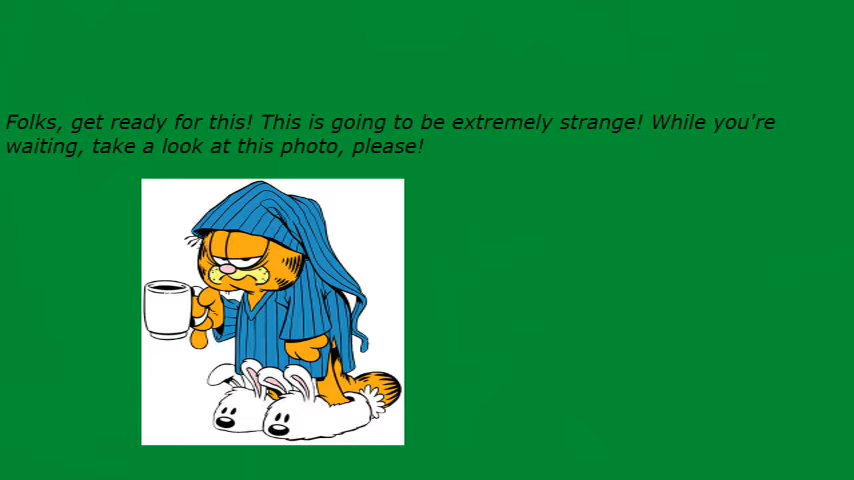 Folks, get ready for this! This is going to be extremely strange! While you're
waiting, take a look at this photo, please!